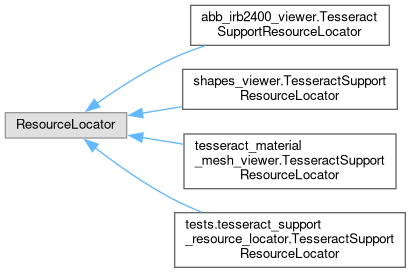 abb_irb2400_viewer.Tesseract
SupportResourceLocator
shapes_viewer.TesseractSupport
ResourceLocator
ResourceLocator
tesseract_material
_mesh_viewer.TesseractSupport
ResourceLocator
tests.tesseract_support
_resource_locator.TesseractSupport
ResourceLocator